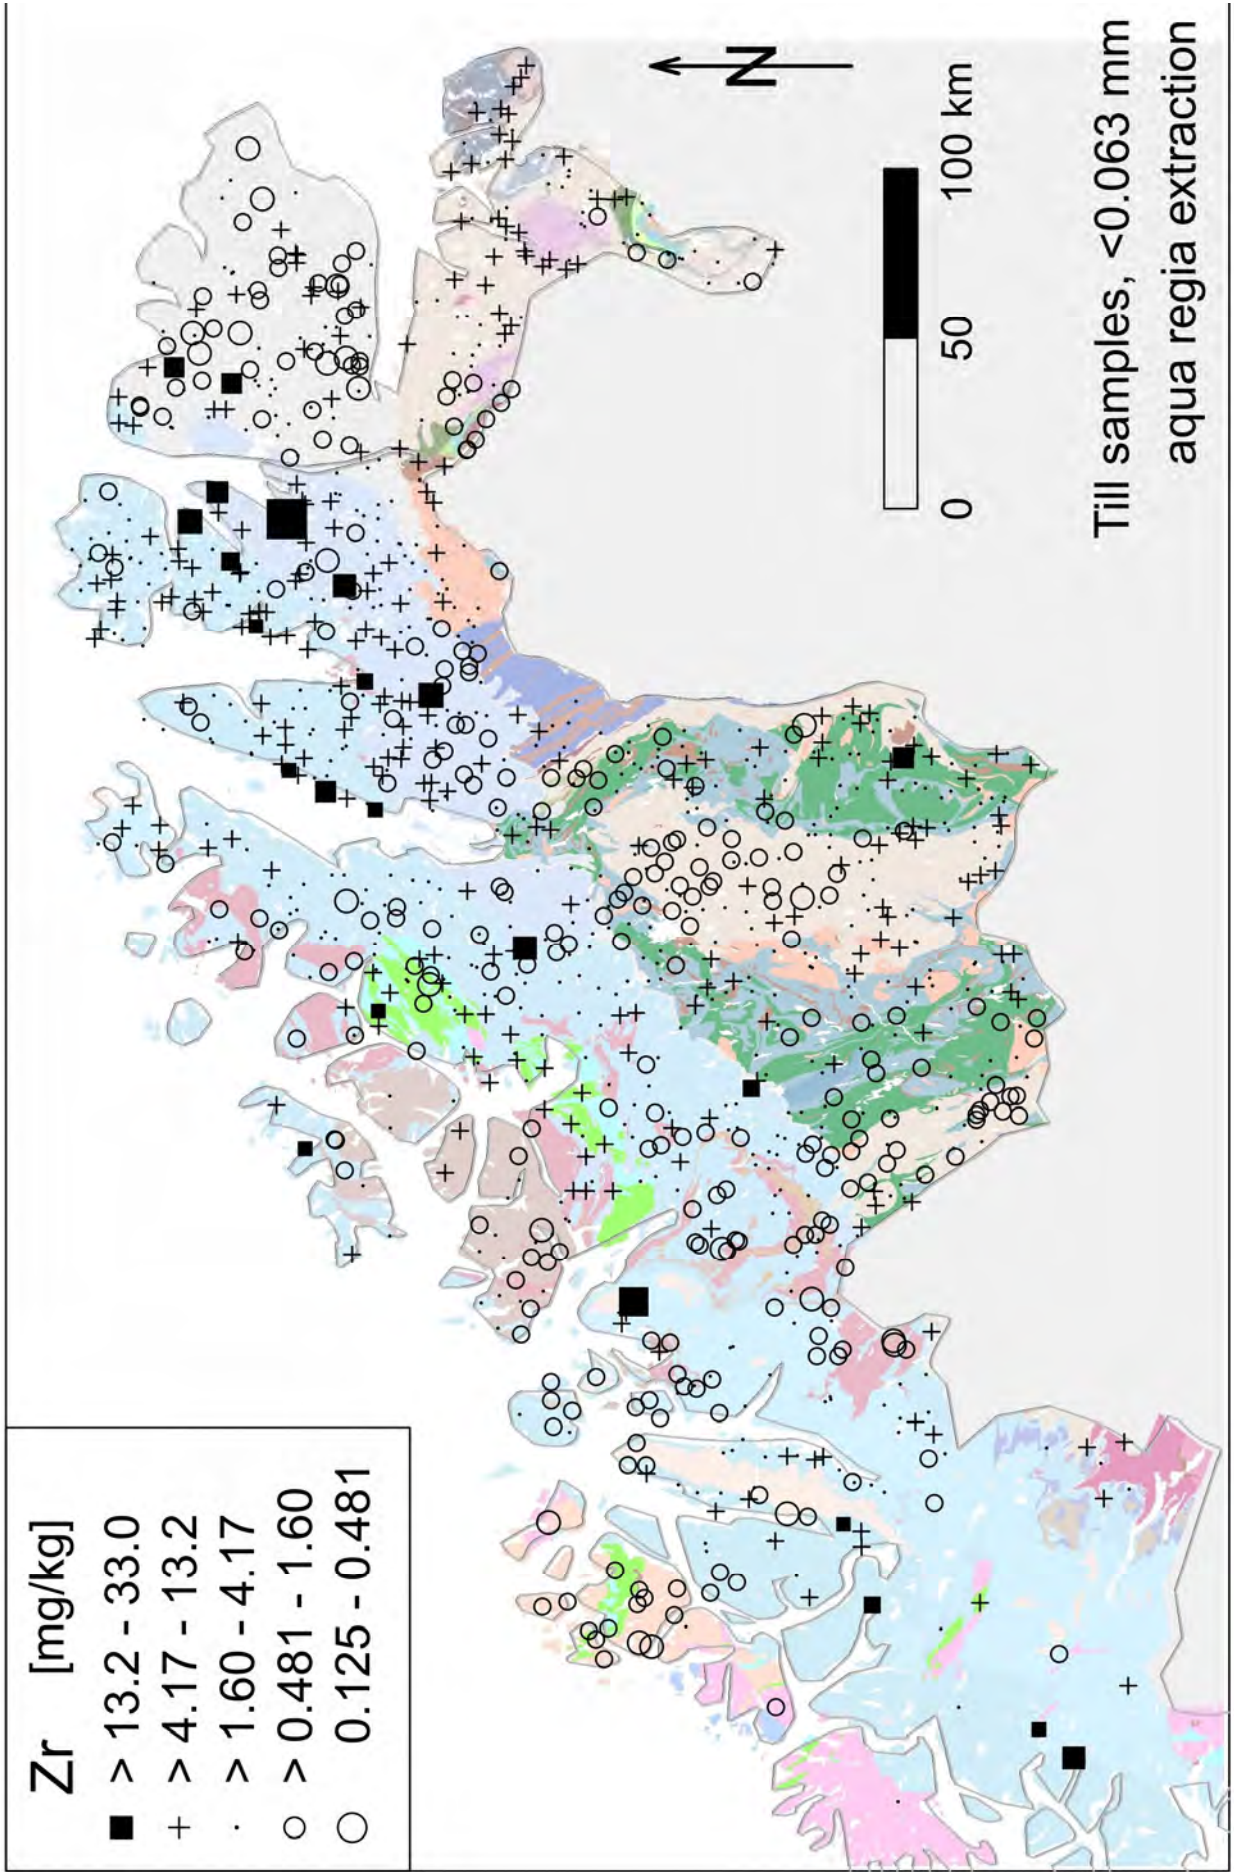 Zr [mg/kg]
> 13.2 - 33.0
> 4.17 - 13.2
> 1.60 - 4.17
> 0.481 - 1.60
0.125 - 0.481
N
0 50 100 km
Till samples, <0.063 mm
aqua regia extraction